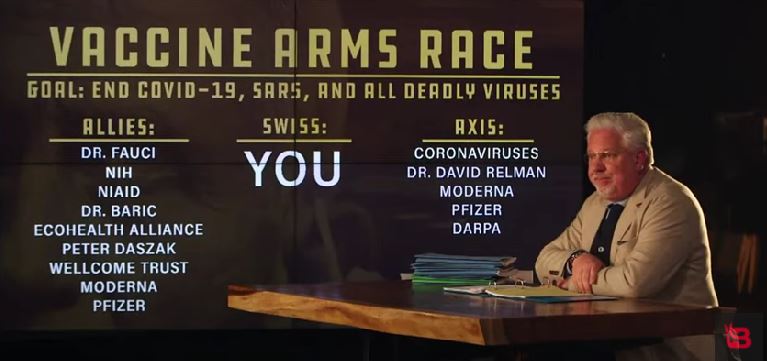 VACCINE ARMS RACE
GOAL: END COVID-19, SARS, AND ALL DEADLY VIRUSES
ALLIES:
DR. FAUCI
NIH
NIAID
DR. BARIC
ECOHEALTH ALLIANCE
PETER DASZAK
WELLCOME TRUST
MODERNA
PFIZER
SWISS:
YOU
AXIS:
CORONAVIRUSES
DR. DAVID RELMAN
MODERNA
PFIZER
DARPA
B